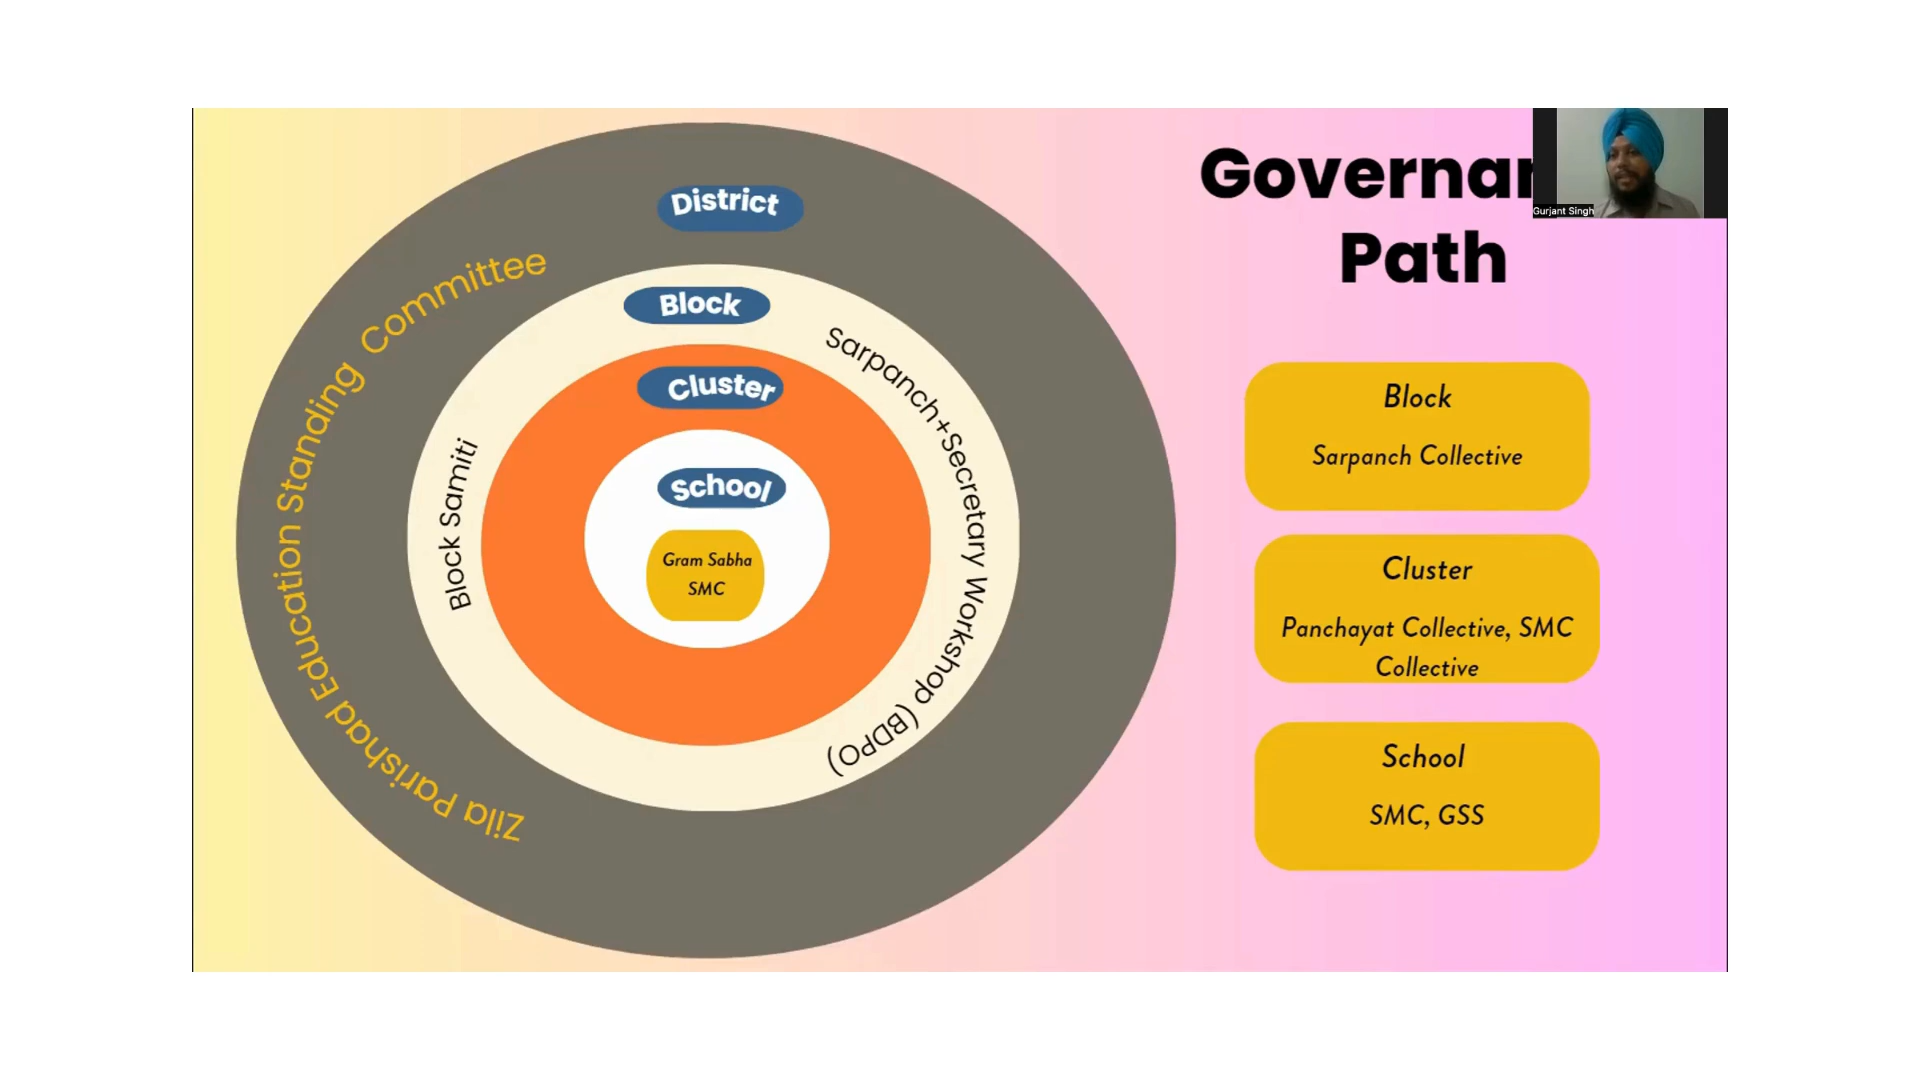 District
Zila Parishad Education Standing Committee
Block
Block Samiti
Sarpanch+Secretary Workshop (BDPO)
Cluster
School
Gram Sabha
SMC
Path
Gurjant Singh
Block
Sarpanch Collective
Cluster
Panchayat Collective, SMC
Collective
School
SMC, GSS